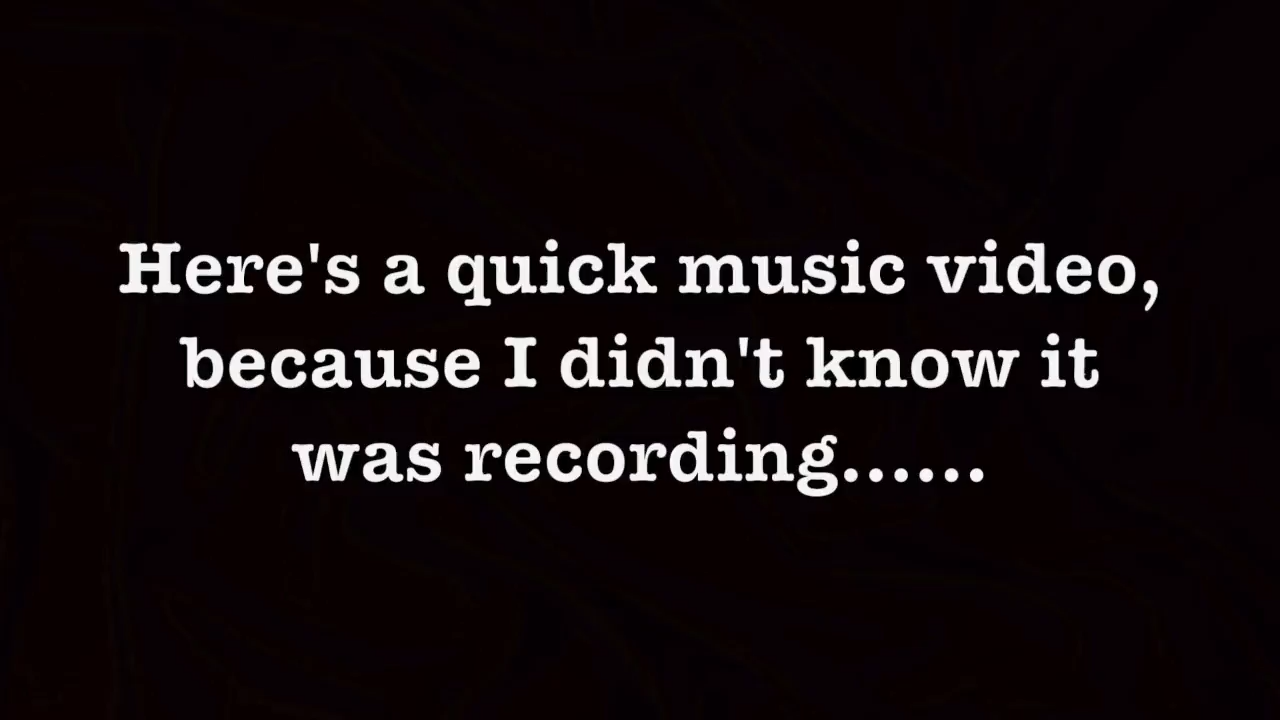 Here's a quick music video,
because I didn't know it
was recording......